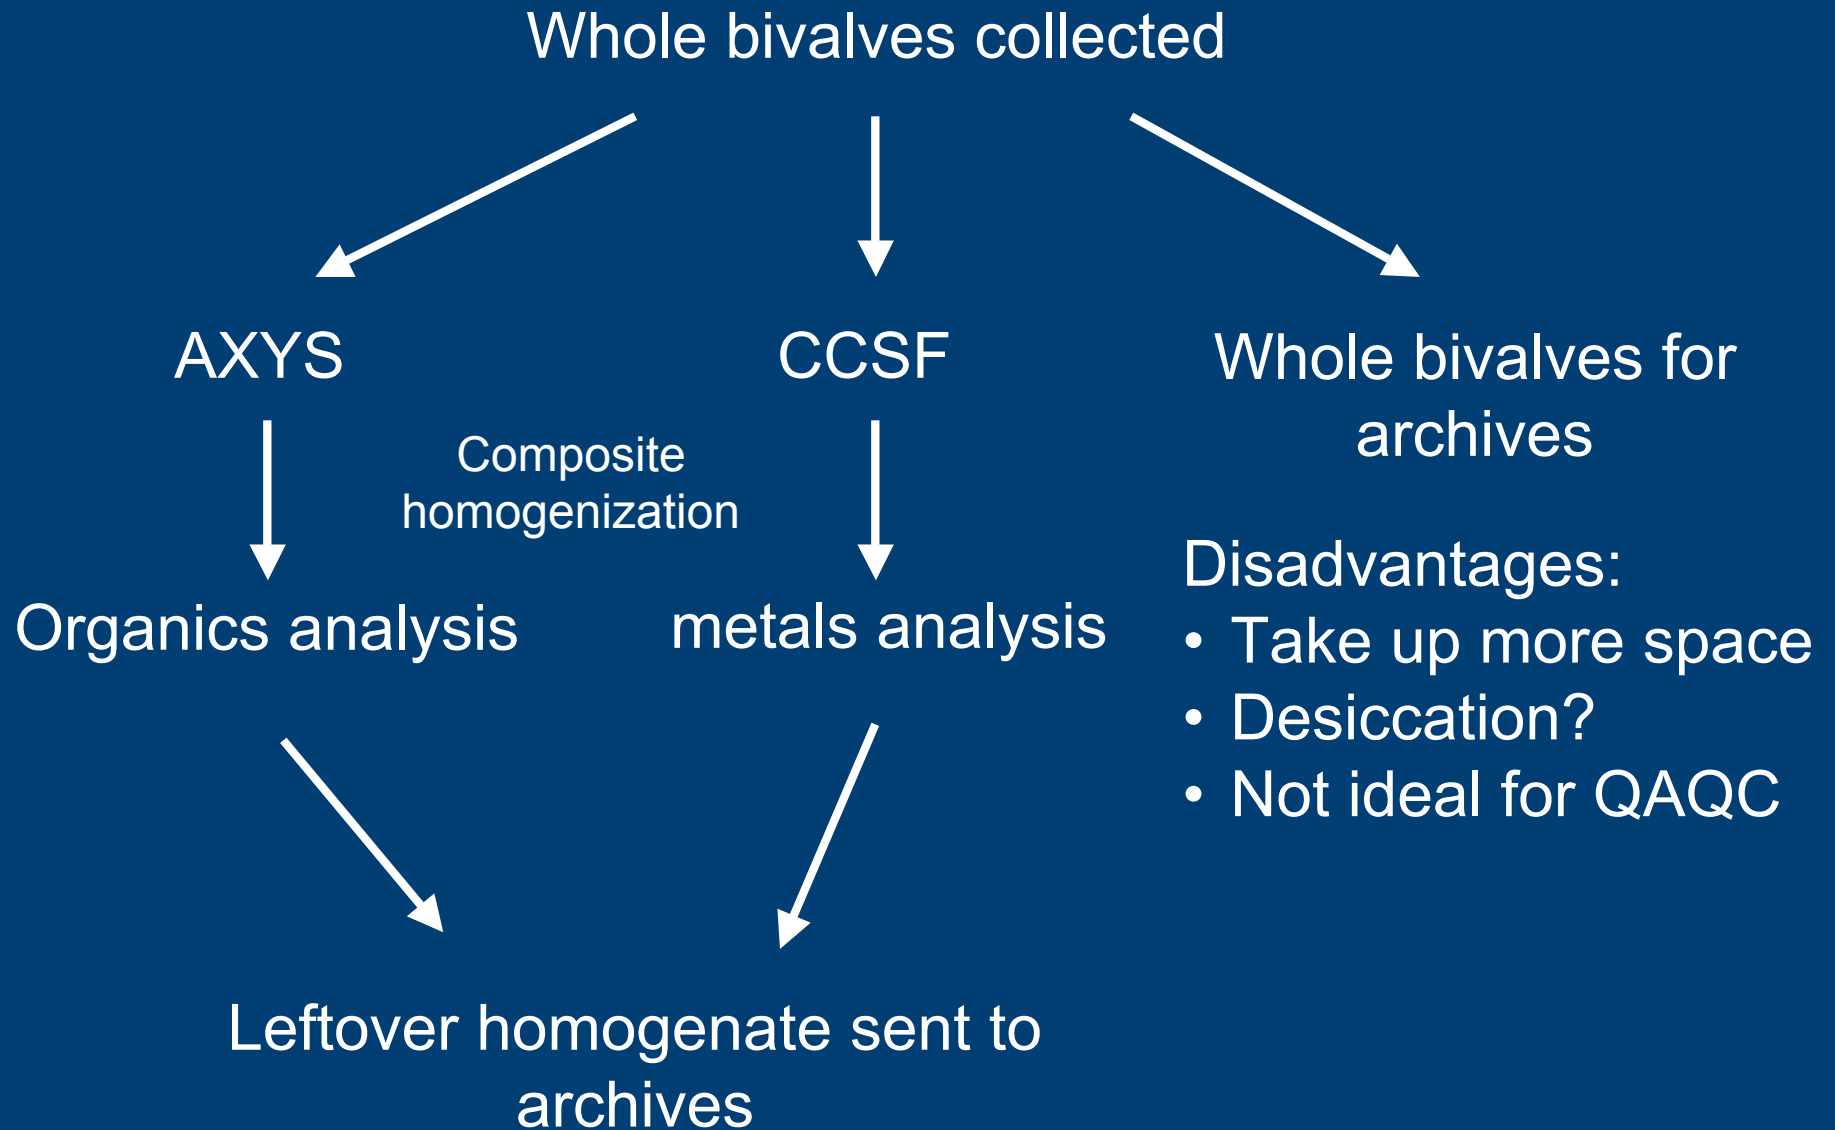 Whole bivalves collected
AXYS
CCSF
Whole bivalves for
archives
Composite
homogenization
Organics analysis
metals analysis
Disadvantages:
• Take up more space
• Desiccation?
• Not ideal for QAQC
Leftover homogenate sent to
archives